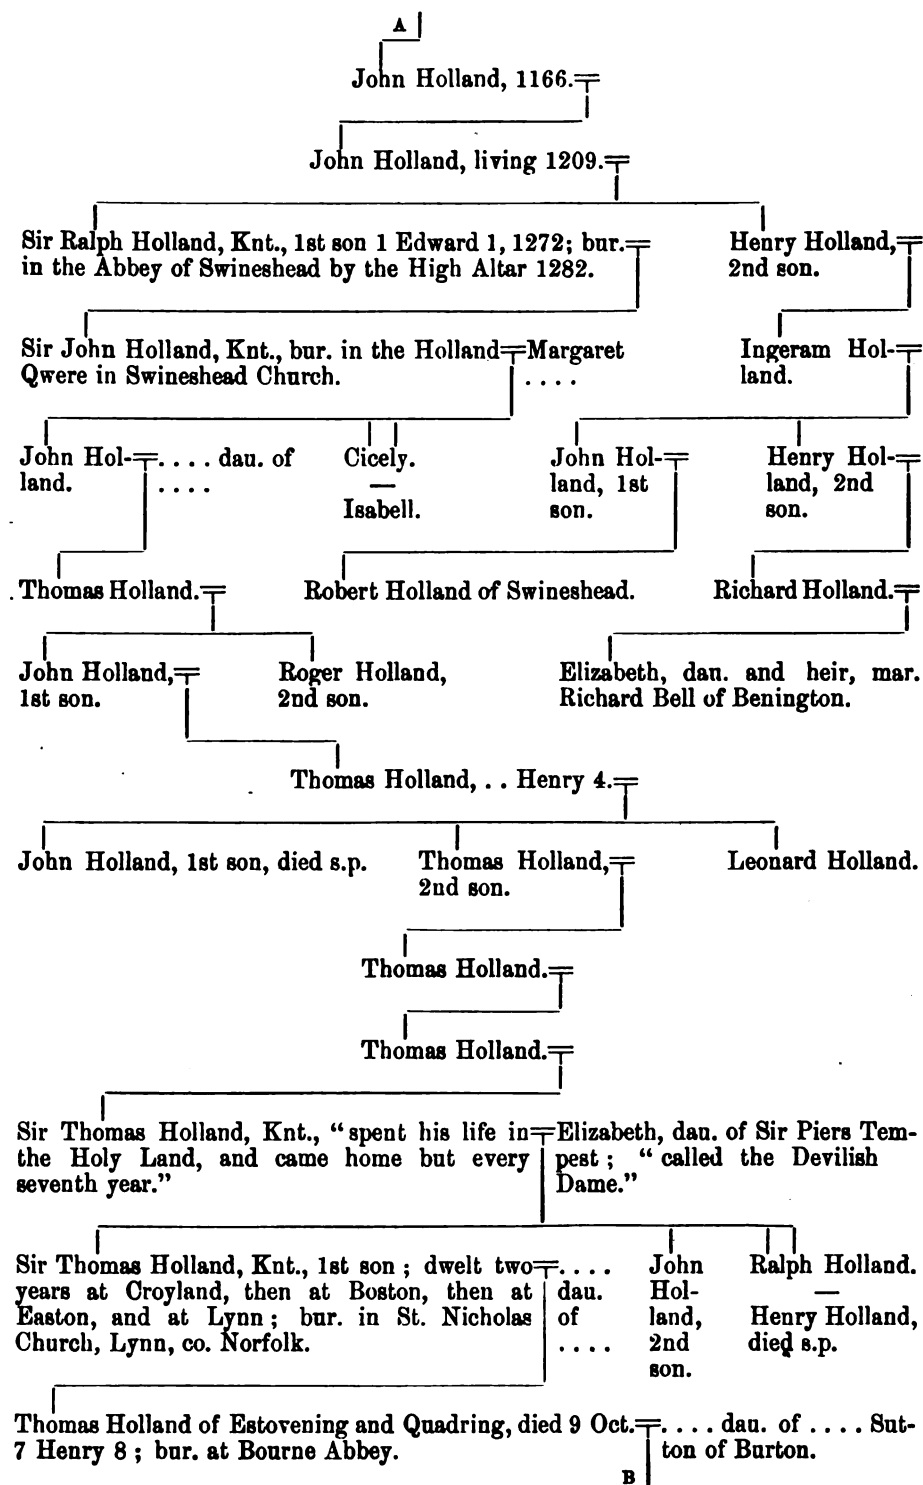 A
John Holland, 1166.
John Holland, living 1209.
Sir Ralph Holland, Knt., 1st son 1 Edward 1, 1272; bur.
in the Abbey of Swineshead by the High Altar 1282.
Henry Holland,
2nd son.
Sir John Holland, Knt., bur. in the Holland
Qwere in Swineshead Church.
Margaret
. . . .
Ingeram Hol-
land.
John Hol-
land.
. . . . dau. of
. . . .
Cicely.
—
Isabell.
John Hol-
land, 1st
son.
Henry Hol-
land, 2nd
son.
Thomas Holland.
Robert Holland of Swineshead.
Richard Holland.
John Holland,
1st son.
Roger Holland,
2nd son.
Elizabeth, dau. and heir, mar.
Richard Bell of Benington.
Thomas Holland, . . Henry 4.
John Holland, 1st son, died s.p.
Thomas Holland,
2nd son.
Leonard Holland.
Thomas Holland.
Thomas Holland.
Sir Thomas Holland, Knt., “spent his life in
the Holy Land, and came home but every
seventh year.”
Elizabeth, dau. of Sir Piers Tem-
pest ; “called the Devilish
Dame.”
Sir Thomas Holland, Knt., 1st son ; dwelt two
years at Croyland, then at Boston, then at
Easton, and at Lynn ; bur. in St. Nicholas
Church, Lynn, co. Norfolk.
. . . .
dau.
of
. . . .
John
Hol-
land,
2nd
son.
Ralph Holland.
—
Henry Holland,
died s.p.
Thomas Holland of Estovening and Quadring, died 9 Oct.
7 Henry 8 ; bur. at Bourne Abbey.
. . . . dau. of . . . . Sut-
ton of Burton.
B